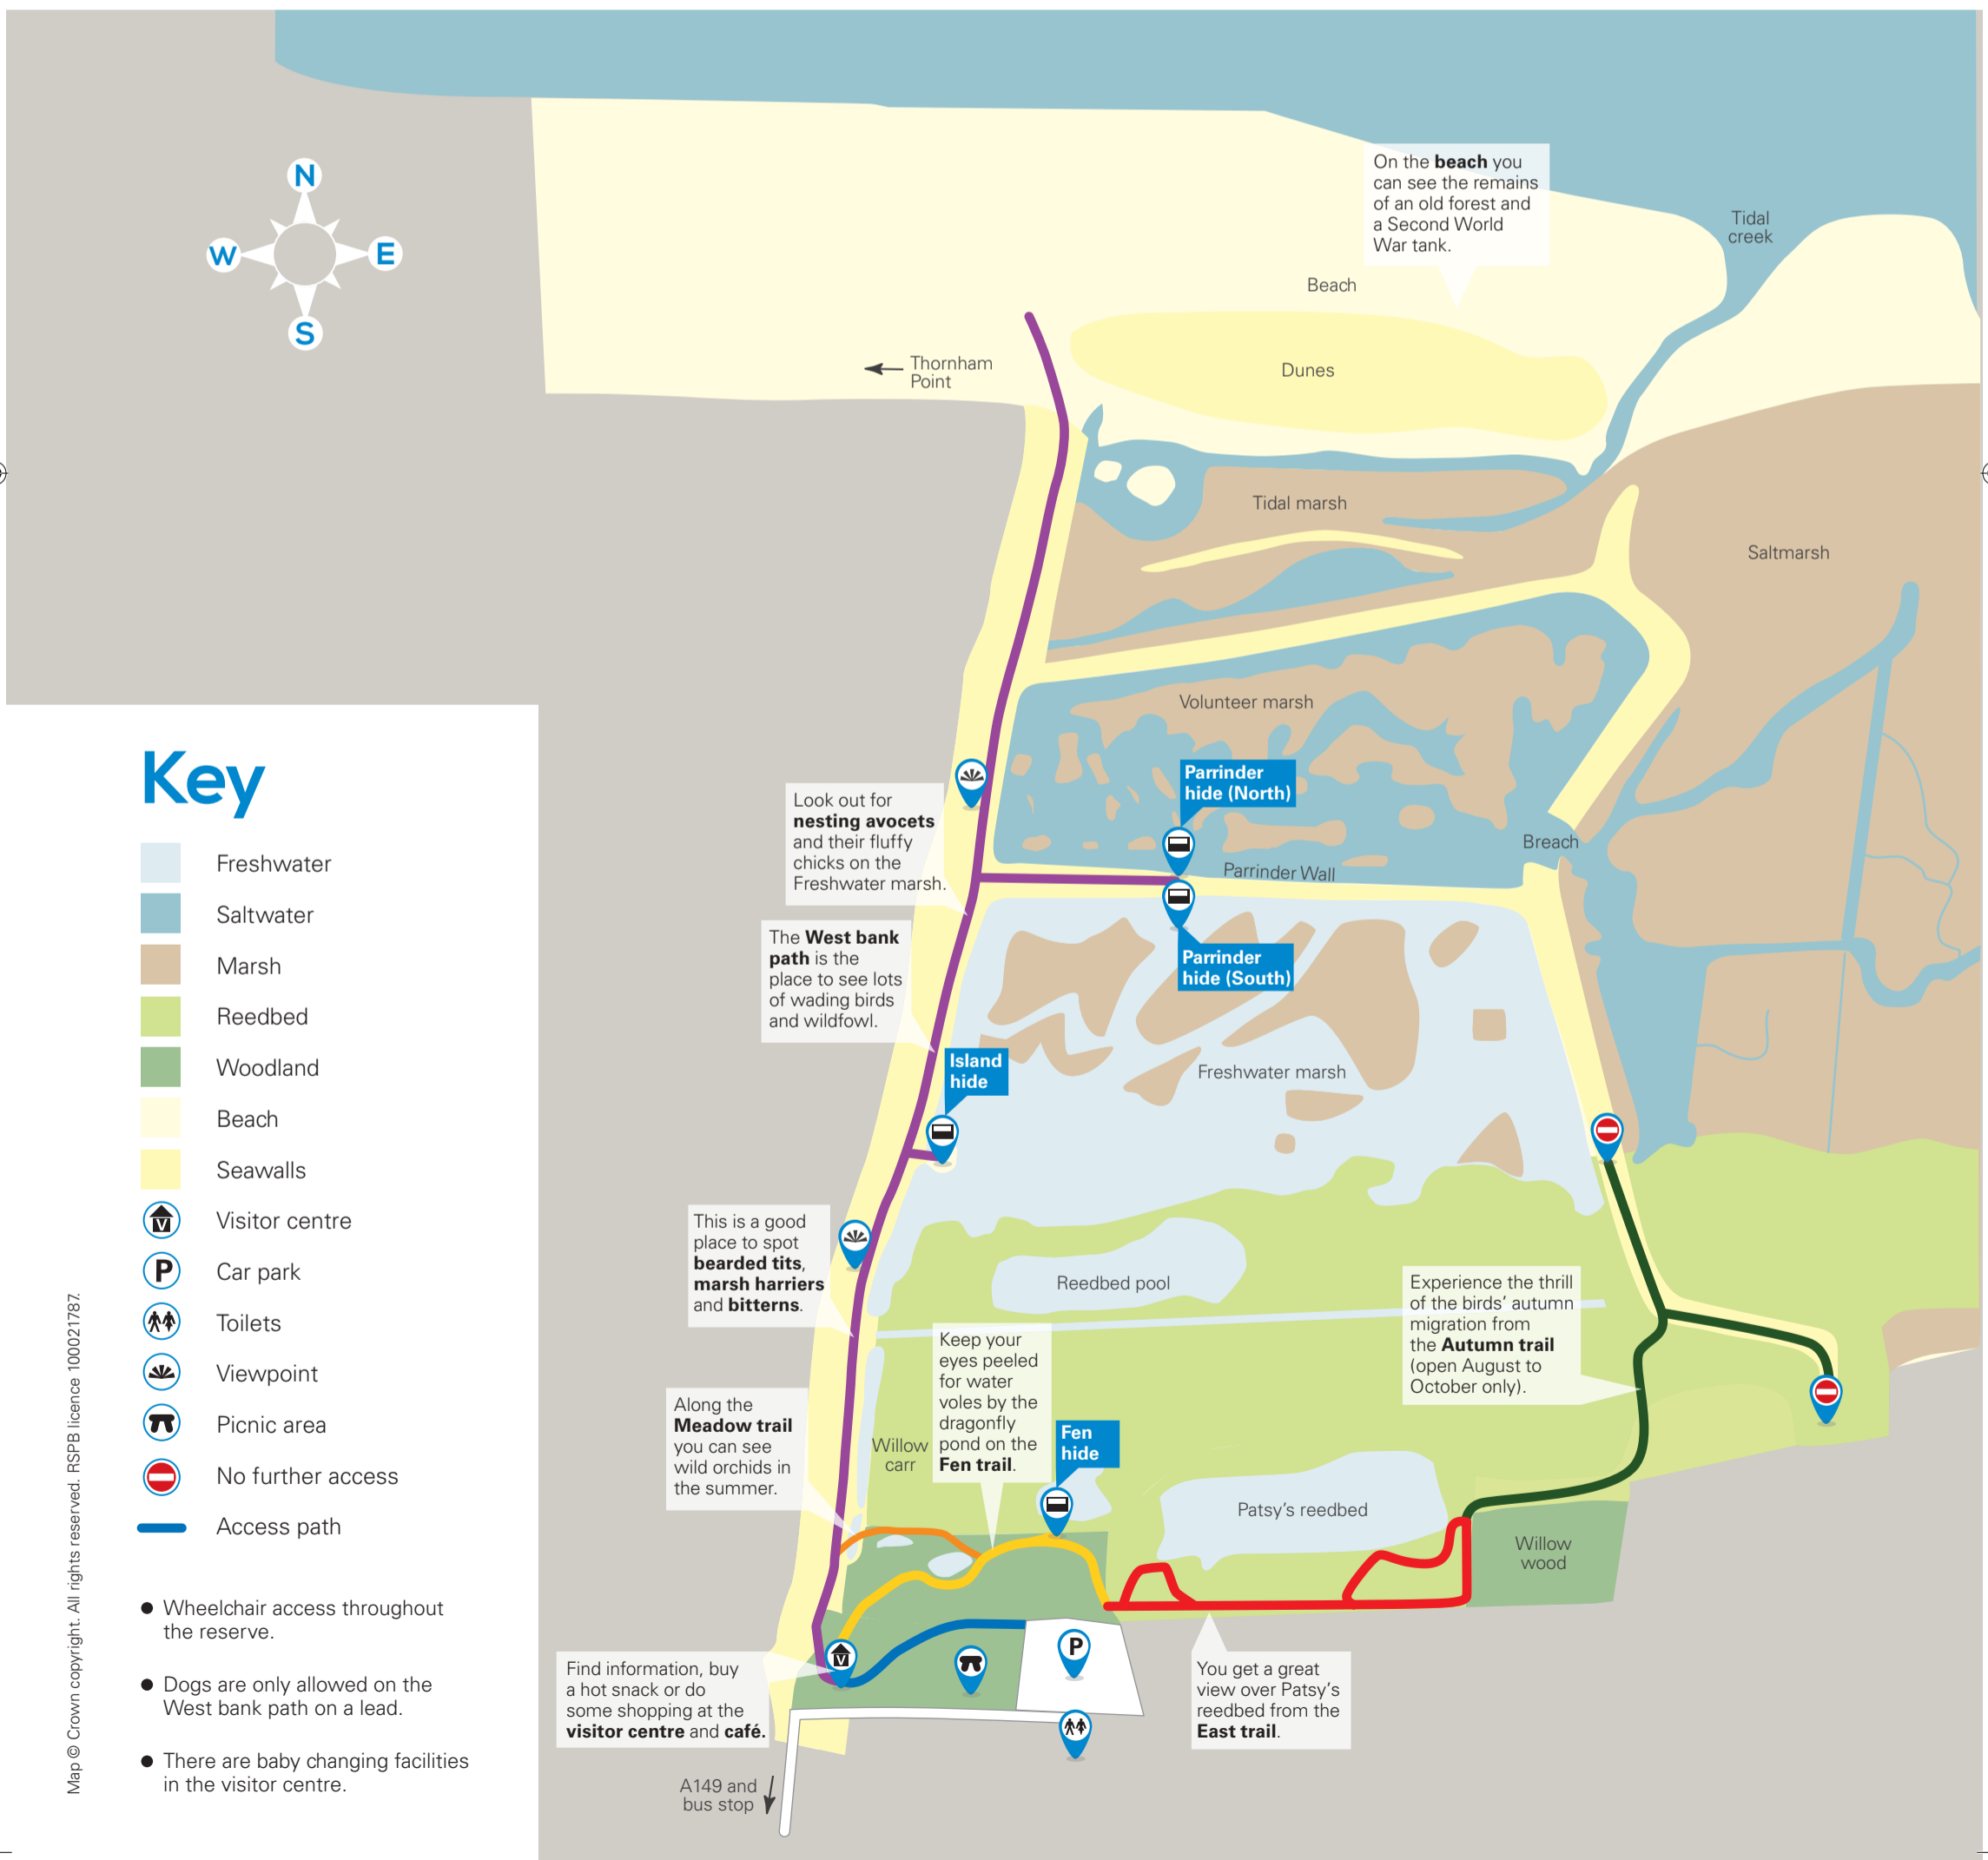 N
W
E
S
On the beach you
can see the remains
of an old forest and
a Second World
War tank.
Tidal
creek
Beach
Thornham
Point
Dunes
Tidal marsh
Saltmarsh
Volunteer marsh
Parrinder
hide (North)
Look out for
nesting avocets
and their fluffy
chicks on the
Freshwater marsh.
Breach
Parrinder Wall
The West bank
path is the
place to see lots
of wading birds
and wildfowl.
Parrinder
hide (South)
Island
hide
Freshwater marsh
This is a good
place to spot
bearded tits,
marsh harriers
and bitterns.
Reedbed pool
Experience the thrill
of the birds’ autumn
migration from
the Autumn trail
(open August to
October only).
Keep your
eyes peeled
for water
voles by the
dragonfly
pond on the
Fen trail.
Along the
Meadow trail
you can see
wild orchids in
the summer.
Willow
carr
Fen
hide
Patsy’s reedbed
Willow
wood
Find information, buy
a hot snack or do
some shopping at the
visitor centre and café.
V
P
You get a great
view over Patsy’s
reedbed from the
East trail.
A149 and
bus stop
Key
Freshwater
Saltwater
Marsh
Reedbed
Woodland
Beach
Seawalls
V Visitor centre
P Car park
Toilets
Viewpoint
Picnic area
No further access
Access path
● Wheelchair access throughout
the reserve.
● Dogs are only allowed on the
West bank path on a lead.
● There are baby changing facilities
in the visitor centre.
Map © Crown copyright. All rights reserved. RSPB licence 100021787.